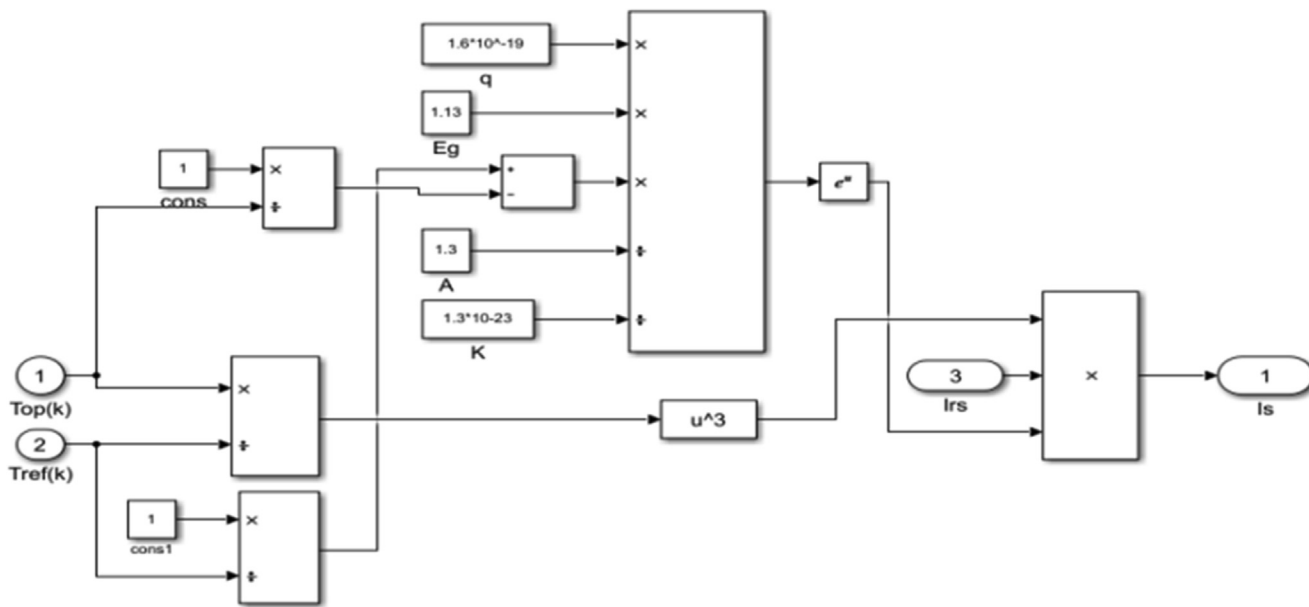 1.6*10^-19
q
×
1.13
Eg
×
1
cons
×
÷
+
−
×
1.3
A
÷
1.3*10-23
K
÷
eᵘ
1
Top(k)
2
Tref(k)
×
÷
u^3
3
Irs
×
1
Is
1
cons1
×
÷